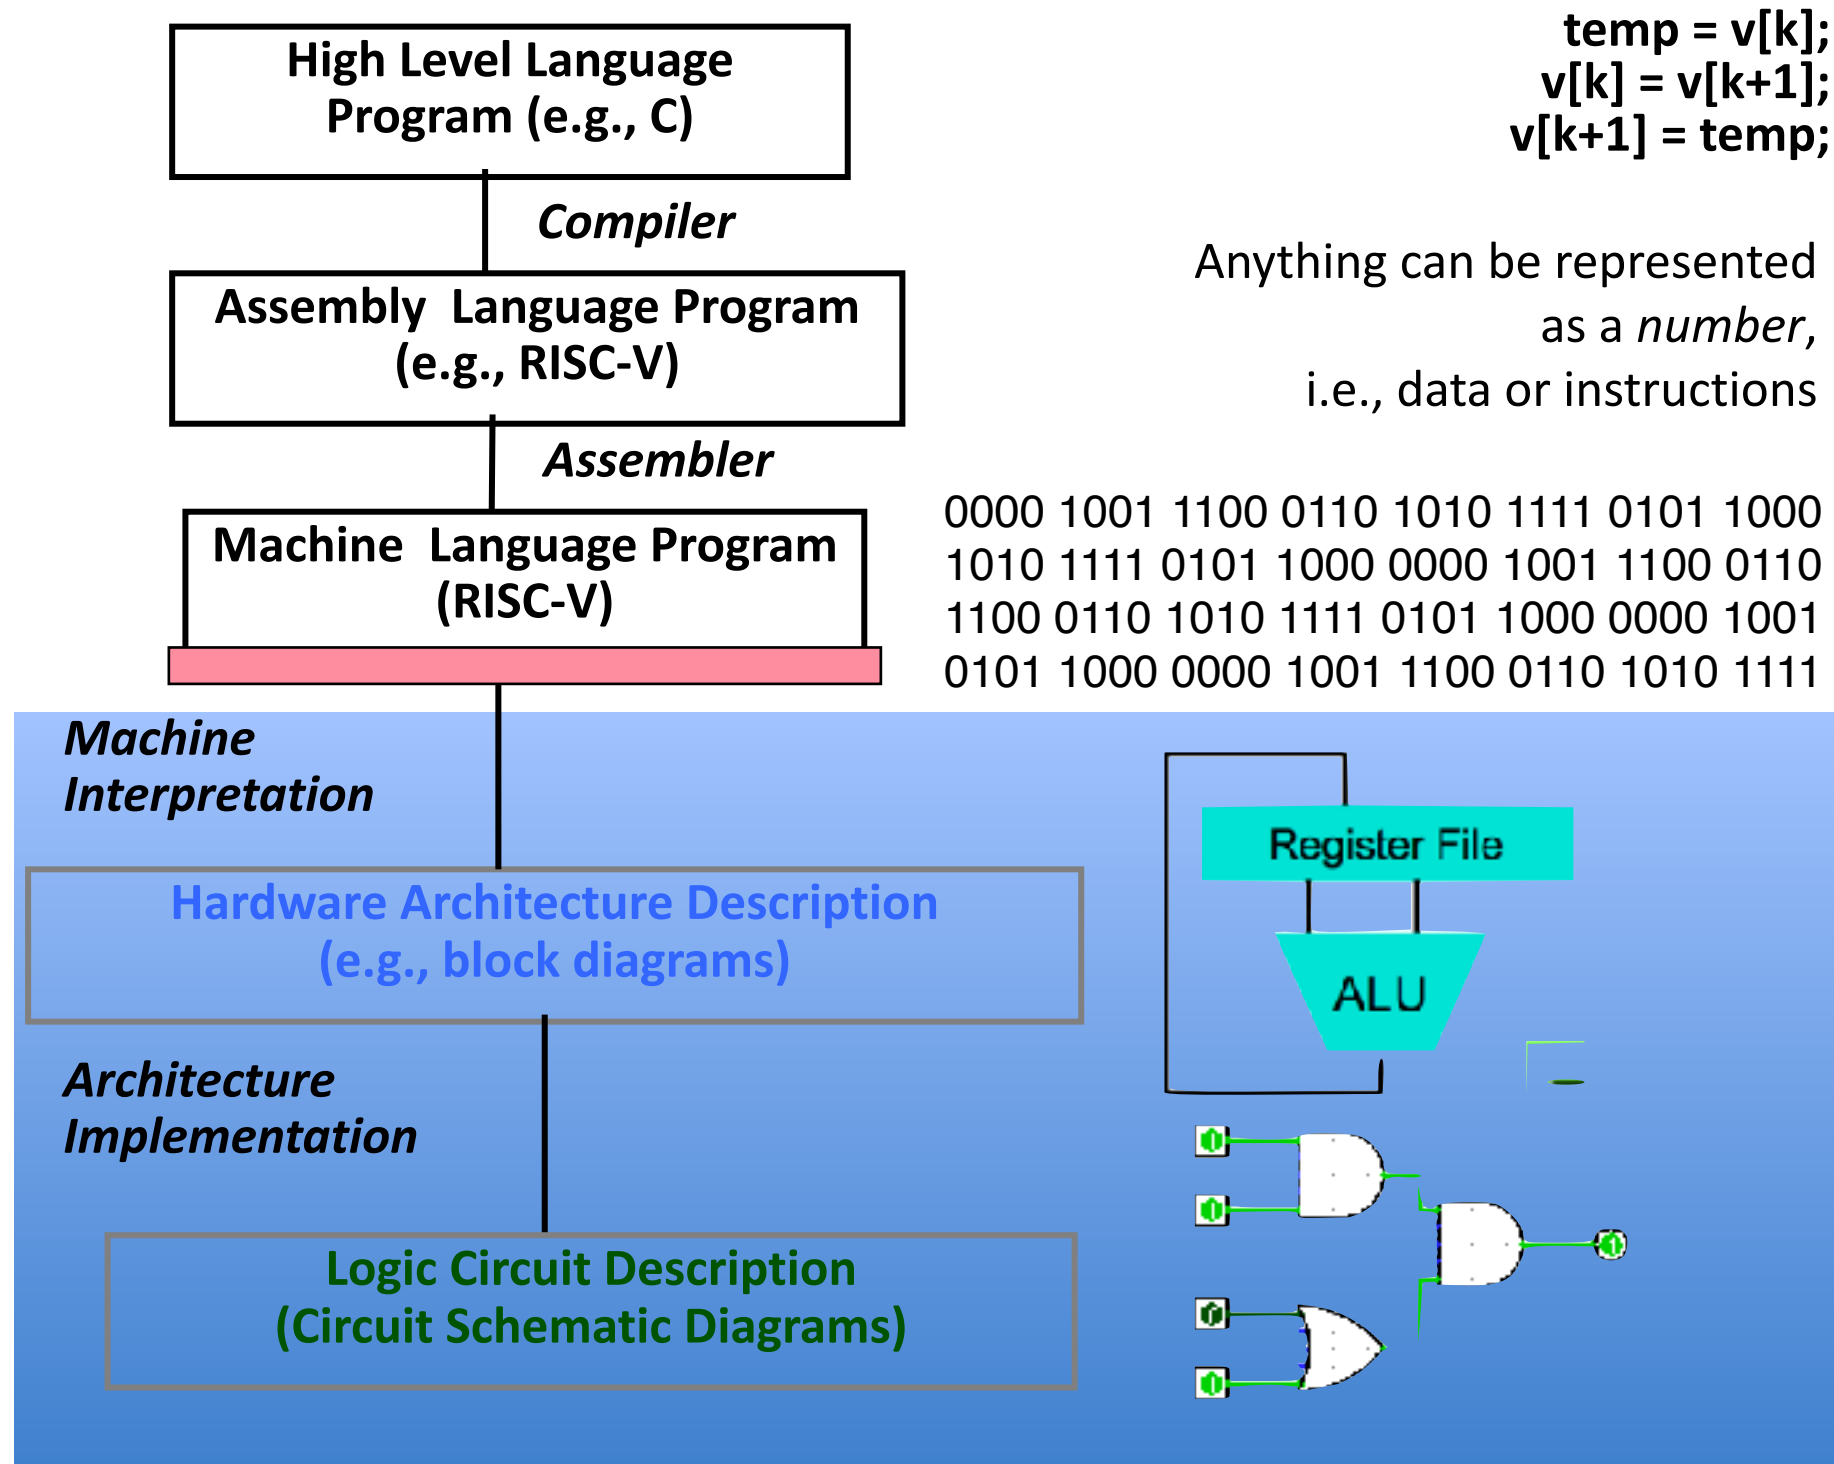 High Level Language
Program (e.g., C)
temp = v[k];
v[k] = v[k+1];
v[k+1] = temp;
Compiler
Assembly Language Program
(e.g., RISC-V)
Anything can be represented
as a number,
i.e., data or instructions
Assembler
Machine Language Program
(RISC-V)
0000 1001 1100 0110 1010 1111 0101 1000
1010 1111 0101 1000 0000 1001 1100 0110
1100 0110 1010 1111 0101 1000 0000 1001
0101 1000 0000 1001 1100 0110 1010 1111
Machine
Interpretation
Register File
Hardware Architecture Description
(e.g., block diagrams)
ALU
Architecture
Implementation
Logic Circuit Description
(Circuit Schematic Diagrams)